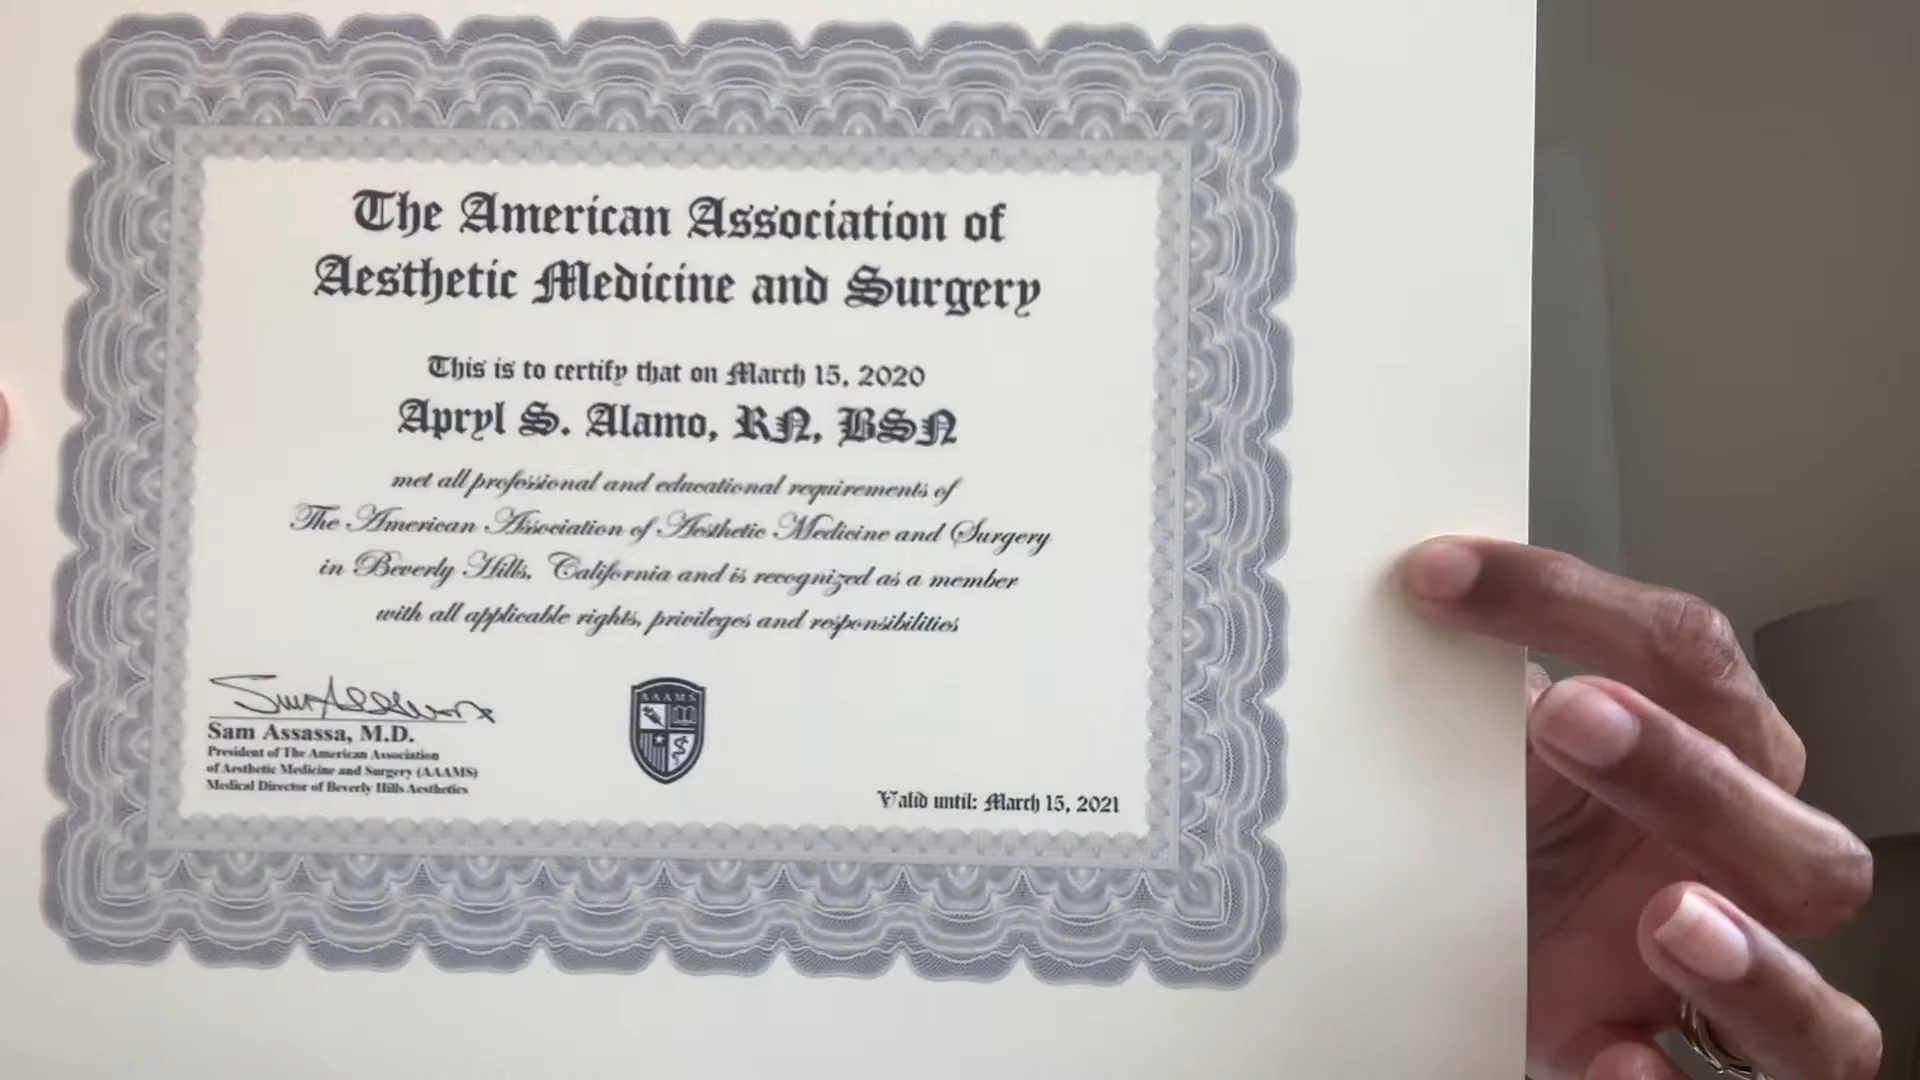 The American Association of
Aesthetic Medicine and Surgery
This is to certify that on March 15, 2020
Apryl S. Alamo, RN, BSN
met all professional and educational requirements of
The American Association of Aesthetic Medicine and Surgery
in Beverly Hills, California and is recognized as a member
with all applicable rights, privileges and responsibilities
Sam Assassa, M.D.
President of The American Association
of Aesthetic Medicine and Surgery (AAAMS)
Medical Director of Beverly Hills Aesthetics
AAAMS
Valid until: March 15, 2021